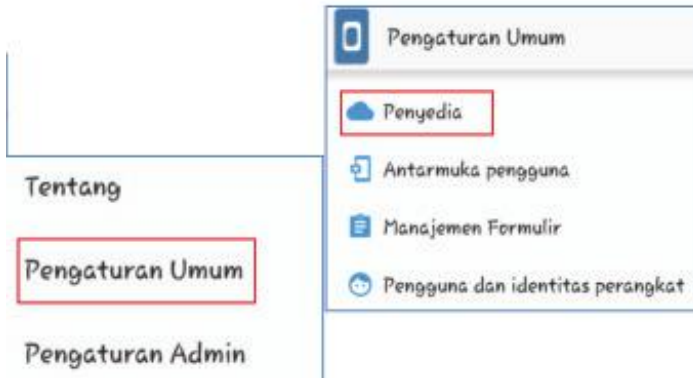 Tentang
Pengaturan Umum
Pengaturan Admin
Pengaturan Umum
Penyedia
Antarmuka pengguna
Manajemen Formulir
Pengguna dan identitas perangkat